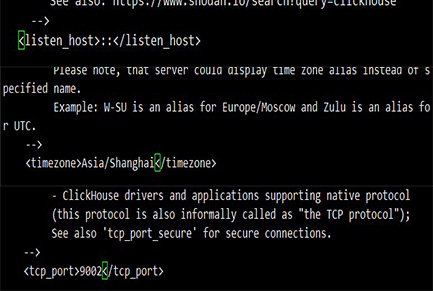 See also: https://www.shodan.io/search?query=clickhouse
-->
<listen_host>::</listen_host>
Please note, that server could display time zone alias instead of s
pecified name.
Example: W-SU is an alias for Europe/Moscow and Zulu is an alias fo
r UTC.
-->
<timezone>Asia/Shanghai</timezone>
- ClickHouse drivers and applications supporting native protocol
(this protocol is also informally called as "the TCP protocol");
See also 'tcp_port_secure' for secure connections.
-->
<tcp_port>9002</tcp_port>